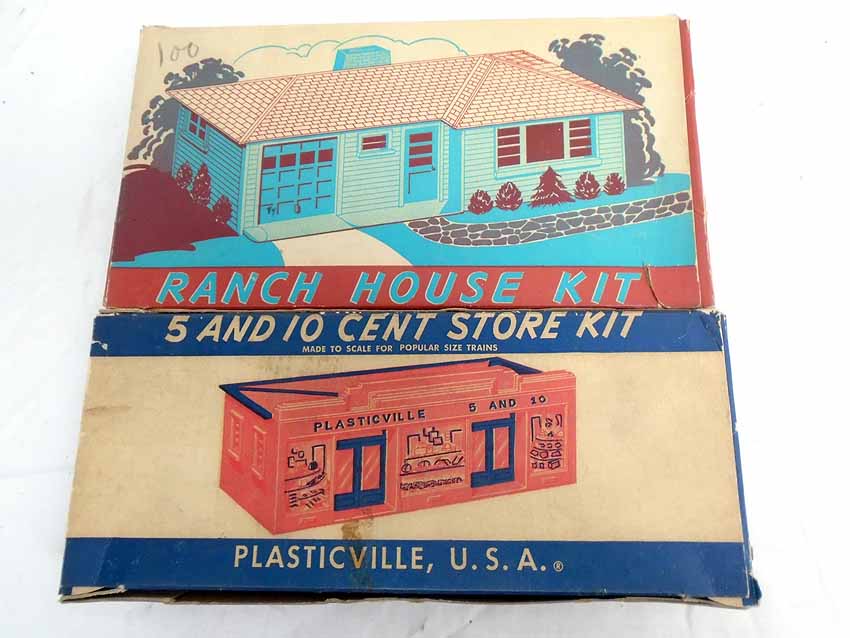 100
RANCH HOUSE KIT
5 AND 10 CENT STORE KIT
MADE TO SCALE FOR POPULAR SIZE TRAINS
PLASTICVILLE 5 AND 10
PLASTICVILLE, U.S.A.®